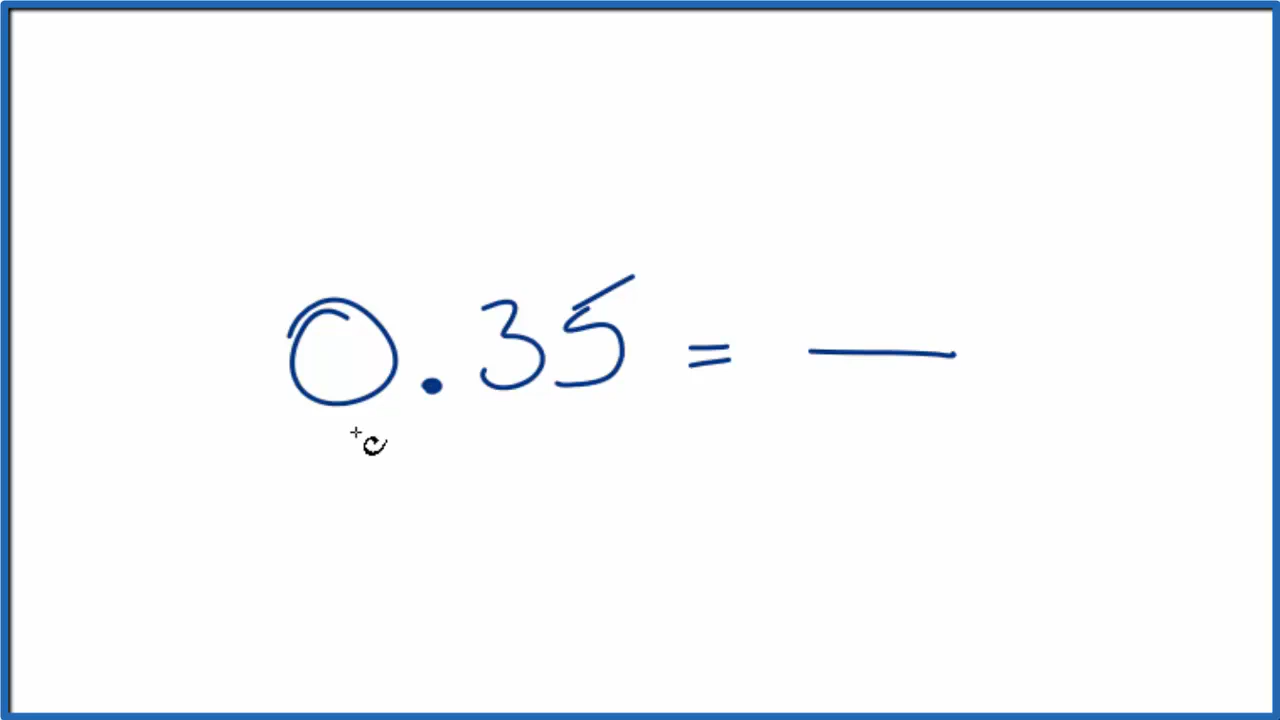 0.35 = —